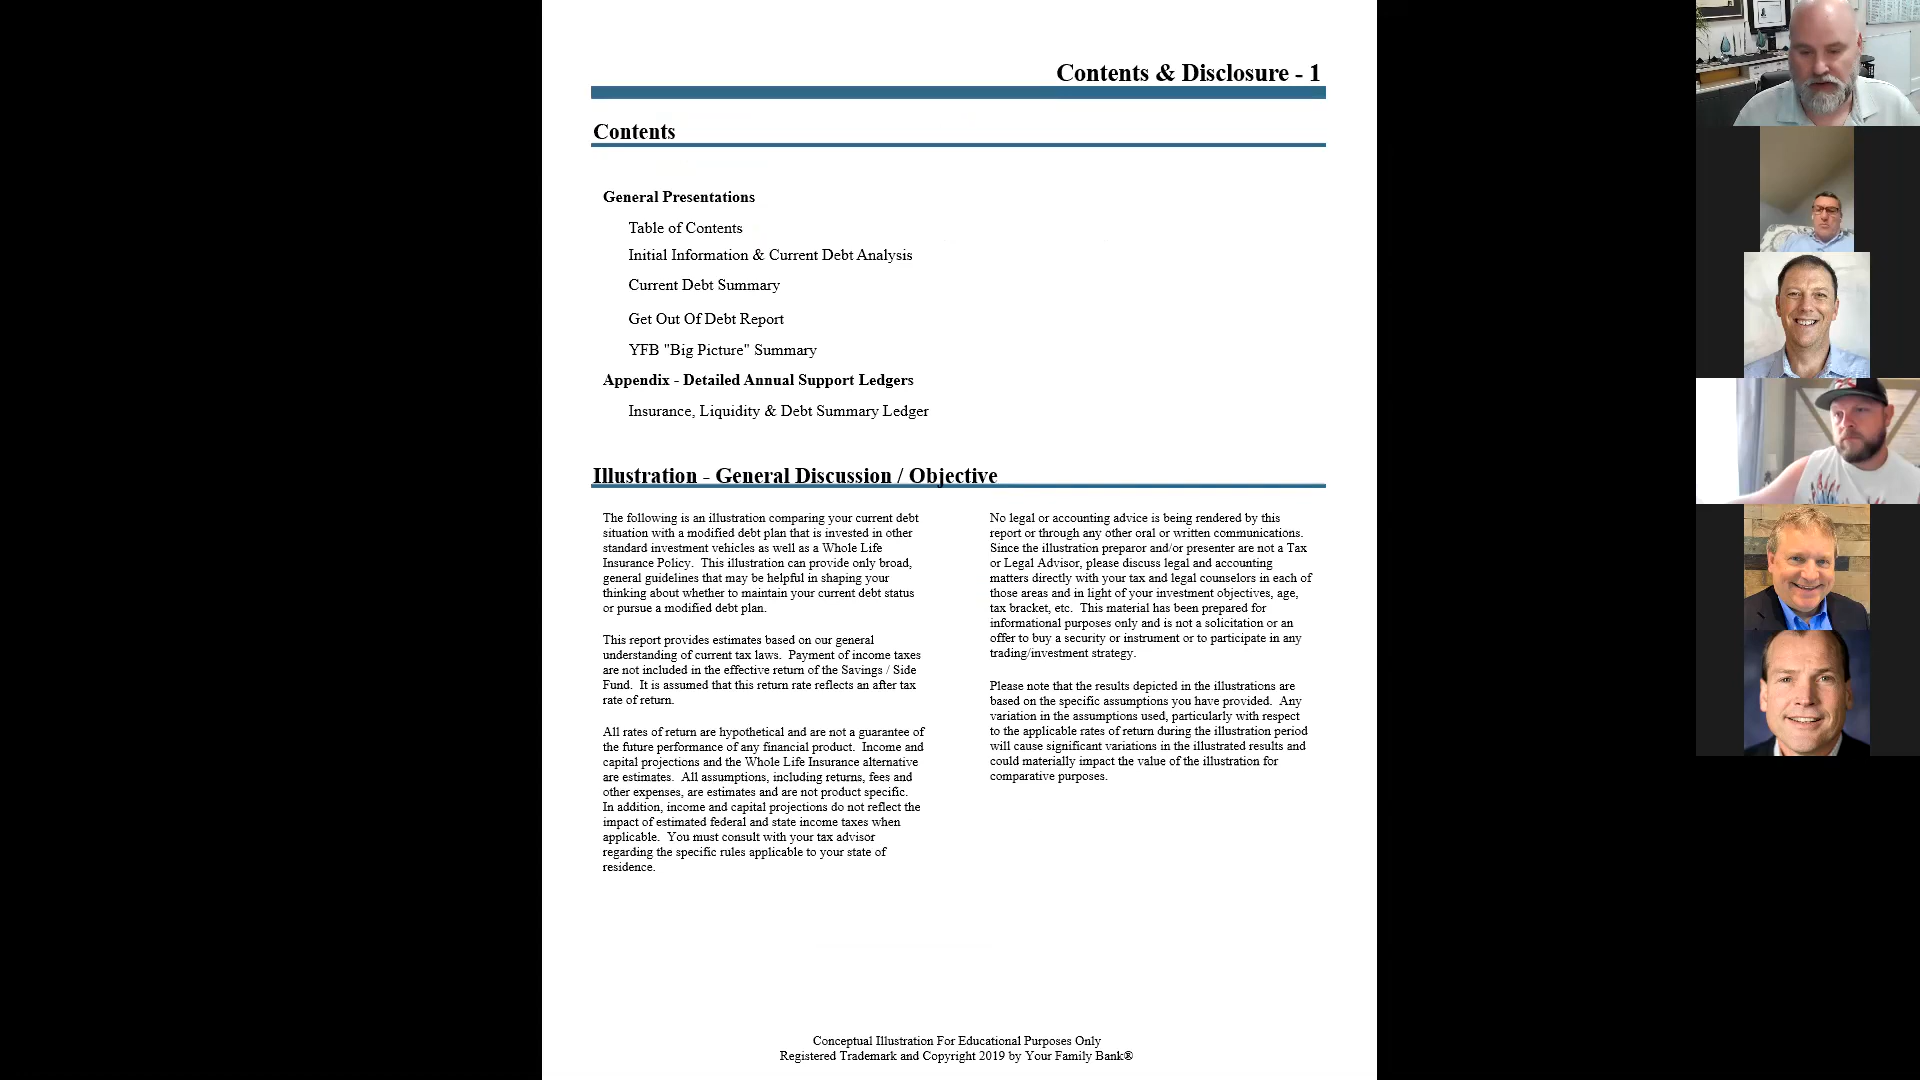 Contents & Disclosure - 1
Contents
General Presentations
Table of Contents
Initial Information & Current Debt Analysis
Current Debt Summary
Get Out Of Debt Report
YFB "Big Picture" Summary
Appendix - Detailed Annual Support Ledgers
Insurance, Liquidity & Debt Summary Ledger
Illustration - General Discussion / Objective
The following is an illustration comparing your current debt
situation with a modified debt plan that is invested in other
standard investment vehicles as well as a Whole Life
Insurance Policy.  This illustration can provide only broad,
general guidelines that may be helpful in shaping your
thinking about whether to maintain your current debt status
or pursue a modified debt plan.
This report provides estimates based on our general
understanding of current tax laws.  Payment of income taxes
are not included in the effective return of the Savings / Side
Fund.  It is assumed that this return rate reflects an after tax
rate of return.
All rates of return are hypothetical and are not a guarantee of
the future performance of any financial product.  Income and
capital projections and the Whole Life Insurance alternative
are estimates.  All assumptions, including returns, fees and
other expenses, are estimates and are not product specific.
In addition, income and capital projections do not reflect the
impact of estimated federal and state income taxes when
applicable.  You must consult with your tax advisor
regarding the specific rules applicable to your state of
residence.
No legal or accounting advice is being rendered by this
report or through any other oral or written communications.
Since the illustration preparor and/or presenter are not a Tax
or Legal Advisor, please discuss legal and accounting
matters directly with your tax and legal counselors in each of
those areas and in light of your investment objectives, age,
tax bracket, etc.  This material has been prepared for
informational purposes only and is not a solicitation or an
offer to buy a security or instrument or to participate in any
trading/investment strategy.
Please note that the results depicted in the illustrations are
based on the specific assumptions you have provided.  Any
variation in the assumptions used, particularly with respect
to the applicable rates of return during the illustration period
will cause significant variations in the illustrated results and
could materially impact the value of the illustration for
comparative purposes.
Conceptual Illustration For Educational Purposes Only
Registered Trademark and Copyright 2019 by Your Family Bank®